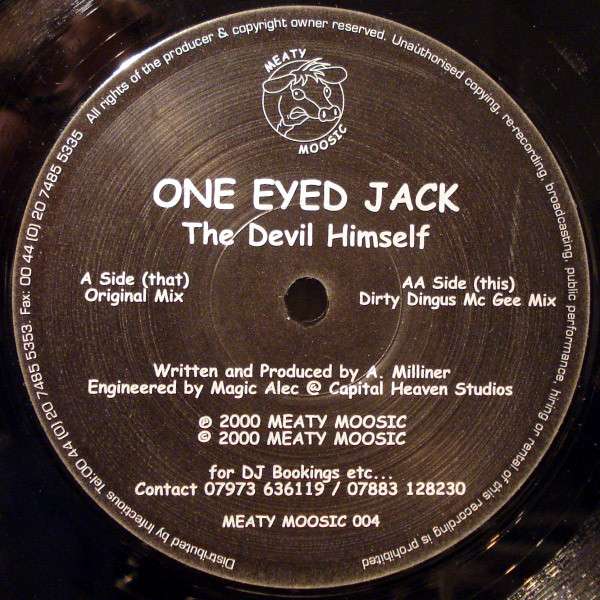 All rights of the producer & copyright owner reserved. Unauthorised copying, re-recording, broadcasting, public performance, hiring or rental of this recording is prohibited
MEATY
MOOSIC
ONE EYED JACK
The Devil Himself
A Side (that)
Original Mix
AA Side (this)
Dirty Dingus Mc Gee Mix
Written and Produced by A. Milliner
Engineered by Magic Alec @ Capital Heaven Studios
℗ 2000 MEATY MOOSIC
© 2000 MEATY MOOSIC
for DJ Bookings etc...
Contact 07973 636119 / 07883 128230
MEATY MOOSIC 004
Distributed by Infectious Tel:00 44 (0) 20 7485 5353. Fax: 00 44 (0) 20 7485 5335